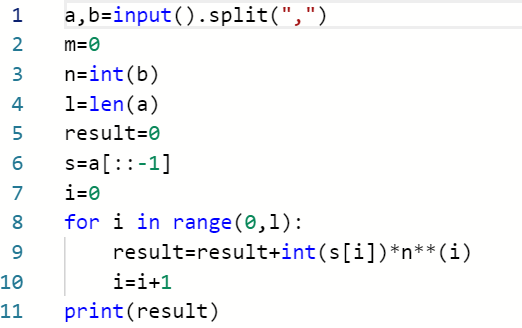 1 a,b=input().split(",")
2 m=0
3 n=int(b)
4 l=len(a)
5 result=0
6 s=a[::-1]
7 i=0
8 for i in range(0,l):
9     result=result+int(s[i])*n**(i)
10     i=i+1
11 print(result)